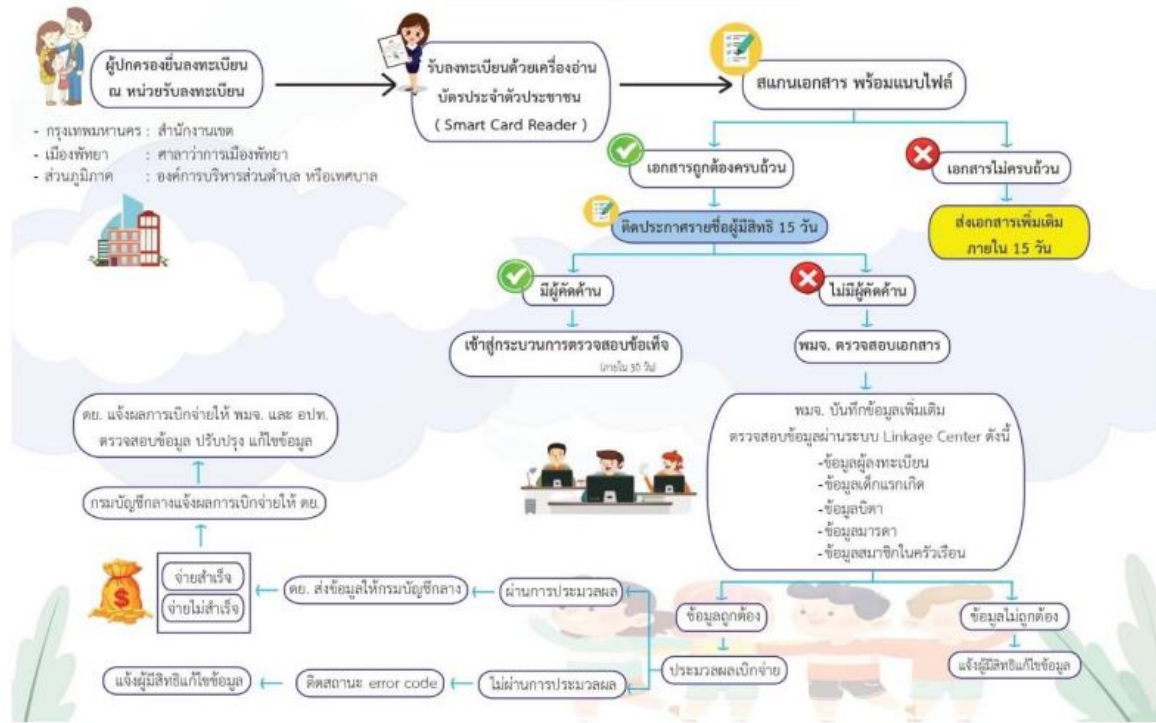 ผู้ปกครองยื่นลงทะเบียน
ณ หน่วยรับลงทะเบียน
- กรุงเทพมหานคร : สำนักงานเขต
- เมืองพัทยา : ศาลาว่าการเมืองพัทยา
- ส่วนภูมิภาค : องค์การบริหารส่วนตำบล หรือเทศบาล
รับลงทะเบียนด้วยเครื่องอ่าน
บัตรประจำตัวประชาชน
( Smart Card Reader )
สแกนเอกสาร พร้อมแนบไฟล์
เอกสารถูกต้องครบถ้วน
เอกสารไม่ครบถ้วน
ติดประกาศรายชื่อผู้มีสิทธิ 15 วัน
ส่งเอกสารเพิ่มเติม
ภายใน 15 วัน
มีผู้คัดค้าน
ไม่มีผู้คัดค้าน
เข้าสู่กระบวนการตรวจสอบข้อเท็จ
(ภายใน 30 วัน)
พมจ. ตรวจสอบเอกสาร
พมจ. บันทึกข้อมูลเพิ่มเติม
ตรวจสอบข้อมูลผ่านระบบ Linkage Center ดังนี้
-ข้อมูลผู้ลงทะเบียน
-ข้อมูลเด็กแรกเกิด
-ข้อมูลบิดา
-ข้อมูลมารดา
-ข้อมูลสมาชิกในครัวเรือน
ข้อมูลถูกต้อง
ข้อมูลไม่ถูกต้อง
ประมวลผลเบิกจ่าย
แจ้งผู้มีสิทธิแก้ไขข้อมูล
ผ่านการประมวลผล
ดย. ส่งข้อมูลให้กรมบัญชีกลาง
จ่ายสำเร็จ
จ่ายไม่สำเร็จ
กรมบัญชีกลางแจ้งผลการเบิกจ่ายให้ ดย.
ดย. แจ้งผลการเบิกจ่ายให้ พมจ. และ อปท.
ตรวจสอบข้อมูล ปรับปรุง แก้ไขข้อมูล
ไม่ผ่านการประมวลผล
ติดสถานะ error code
แจ้งผู้มีสิทธิแก้ไขข้อมูล